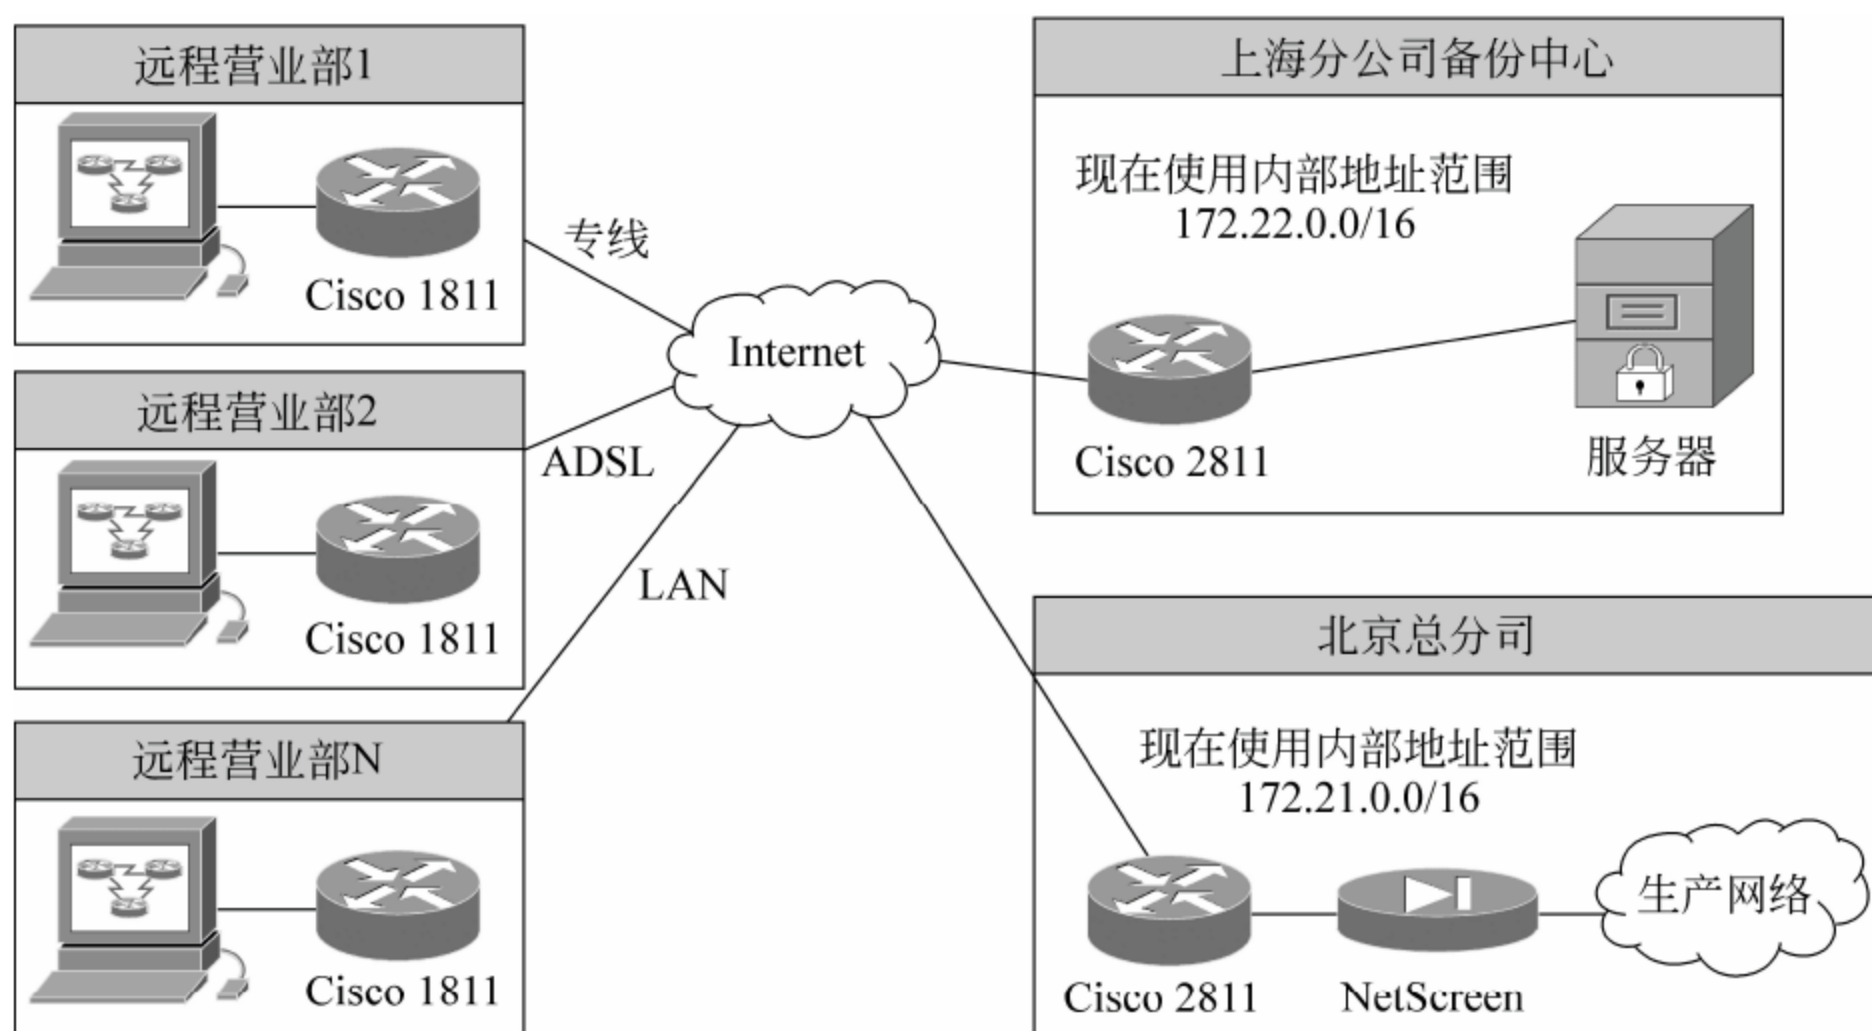 远程营业部1
Cisco 1811
专线
远程营业部2
Cisco 1811
ADSL
远程营业部N
Cisco 1811
LAN
Internet
上海分公司备份中心
现在使用内部地址范围
172.22.0.0/16
Cisco 2811
服务器
北京总分司
现在使用内部地址范围
172.21.0.0/16
Cisco 2811
NetScreen
生产网络